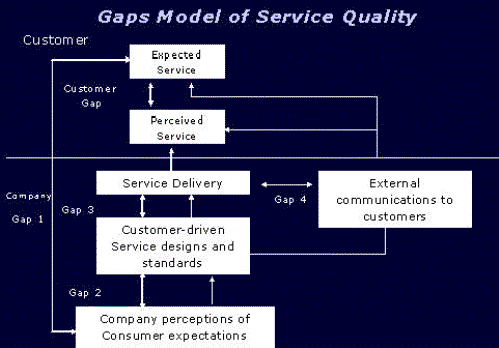 Gaps Model of Service Quality
Customer
Expected
Service
Customer
Gap
Perceived
Service
Company
Gap 1
Service Delivery
Gap 3
Gap 4
External
communications to
customers
Customer-driven
Service designs and
standards
Gap 2
Company perceptions of
Consumer expectations